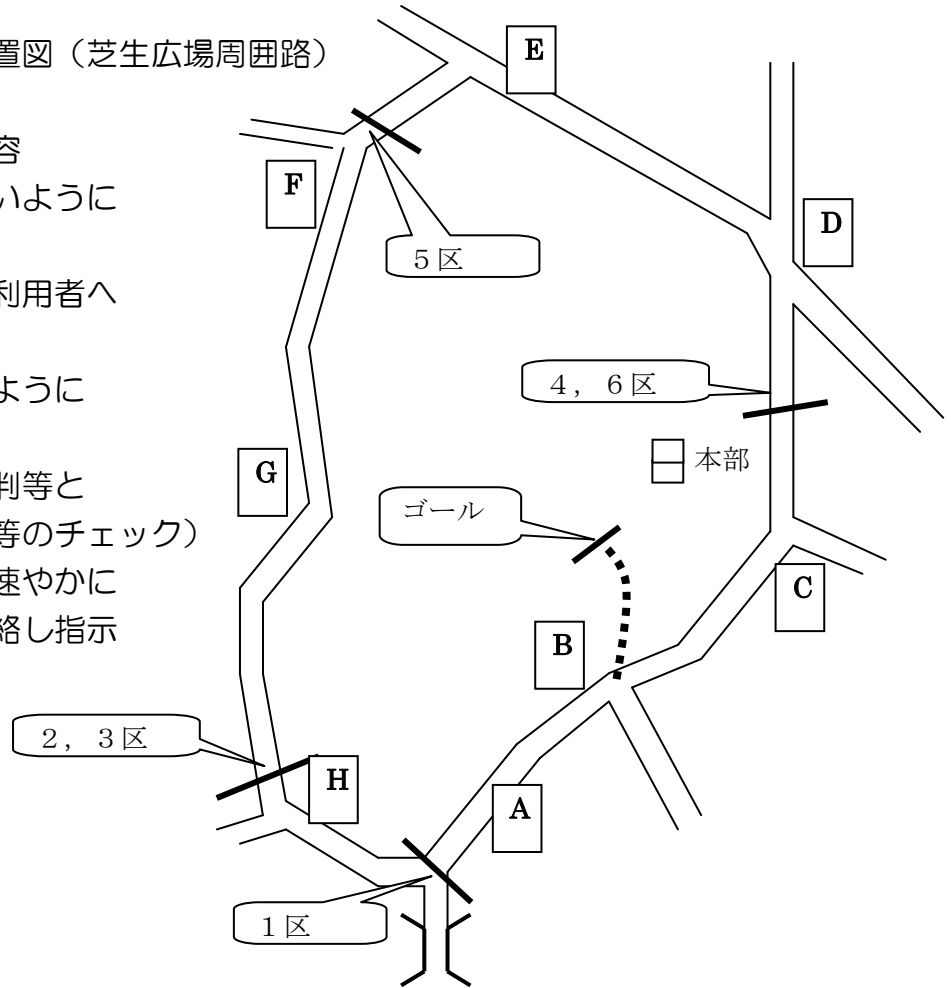 置図（芝生広場周囲路）
容
いように
利用者へ
ように
判等と
等のチェック）
速やかに
絡し指示
E
F
D
5区
4，6区
本部
G
ゴール
C
B
2，3区
H
A
1区